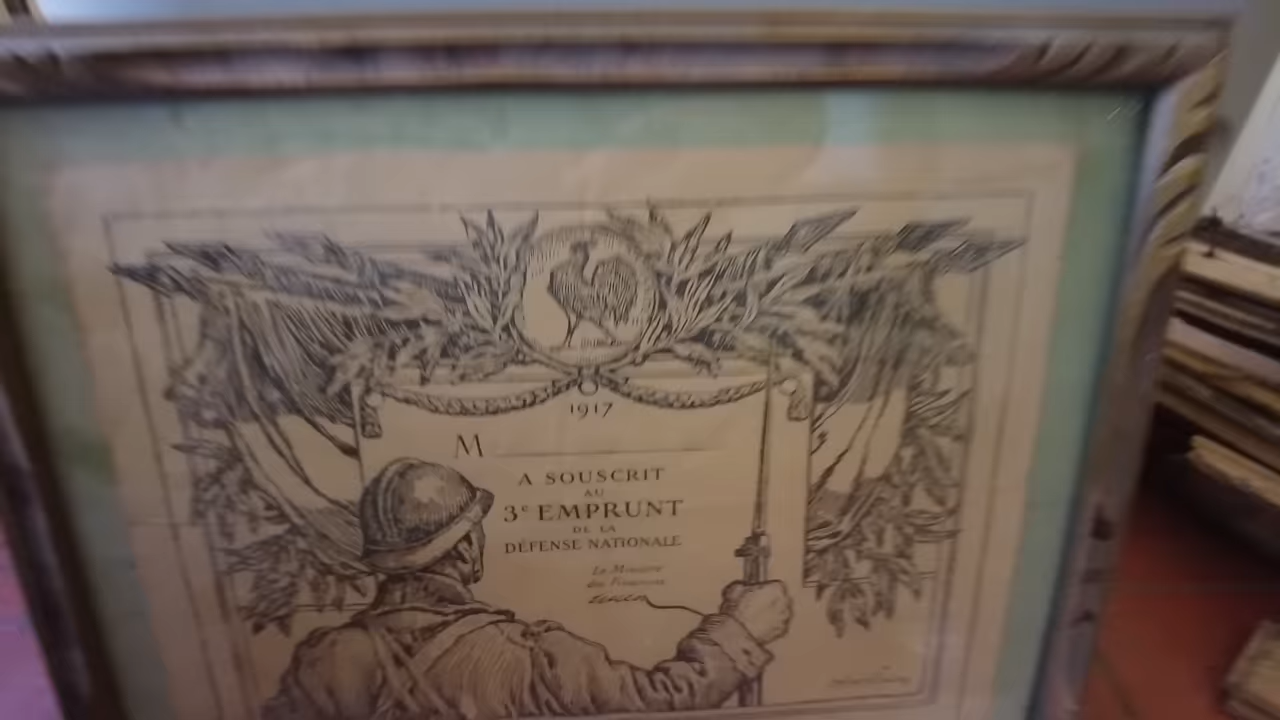 1917
M
A SOUSCRIT
AU
3e EMPRUNT
DE LA
DÉFENSE NATIONALE
Le Ministre
des Finances